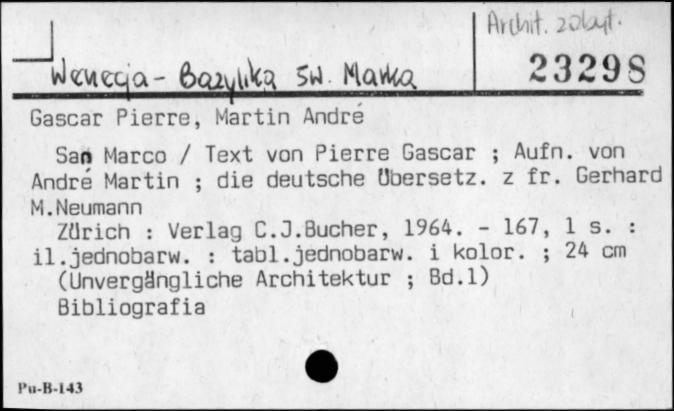 Archit. zabyt.
23298
Wenecja - Bazylika św. Marka
Gascar Pierre, Martin André
San Marco / Text von Pierre Gascar ; Aufn. von
André Martin ; die deutsche Übersetz. z fr. Gerhard
M.Neumann
Zürich : Verlag C.J.Bucher, 1964. - 167, 1 s. :
il.jednobarw. : tabl.jednobarw. i kolor. ; 24 cm
(Unvergängliche Architektur ; Bd.1)
Bibliografia
Pu-B-143